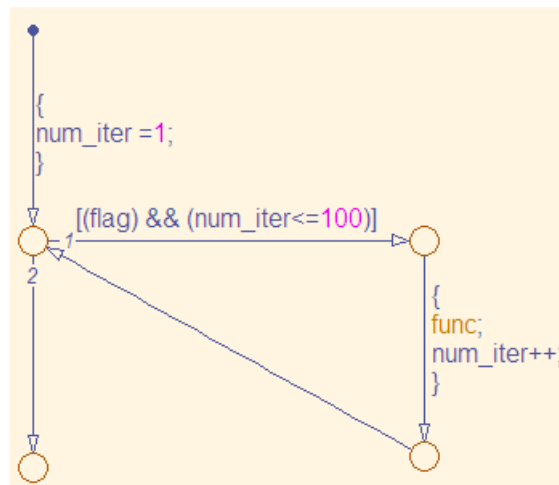 {
num_iter =1;
}
[(flag) && (num_iter<=100)]
1
2
{
func;
num_iter++;
}